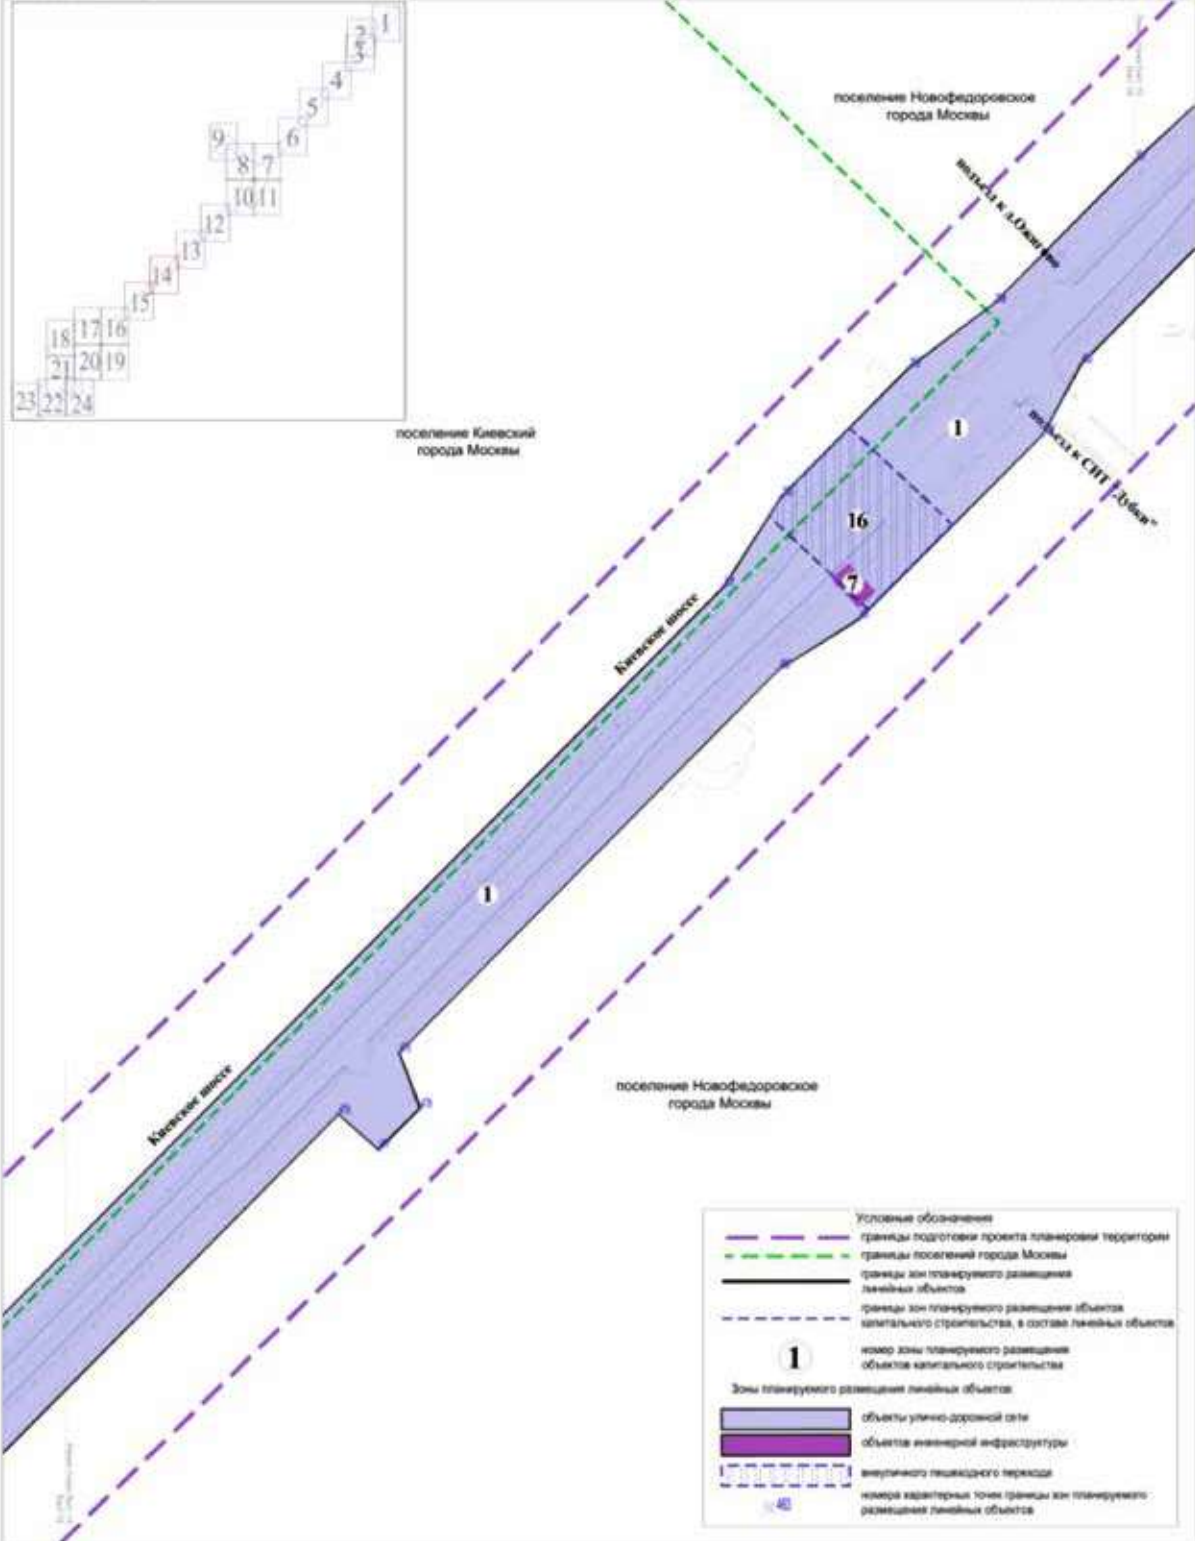 1
2
3
4
5
6
7
8
9
10
11
12
13
14
15
16
17
18
19
20
21
22
23
24
поселение Новофедоровское
города Москвы
подъезд к д.Ожигово
поселение Киевский
города Москвы
1
подъезд к СНТ "Дубки"
16
7
Киевское шоссе
1
Киевское шоссе
поселение Новофедоровское
города Москвы
Условные обозначения
границы подготовки проекта планировки территории
границы поселений города Москвы
границы зон планируемого размещения
линейных объектов
границы зон планируемого размещения объектов
капитального строительства, в составе линейных объектов
1
номер зоны планируемого размещения
объектов капитального строительства
Зоны планируемого размещения линейных объектов
объекты улично-дорожной сети
объектов инженерной инфраструктуры
внеуличного пешеходного перехода
номера характерных точек границы зон планируемого
размещения линейных объектов